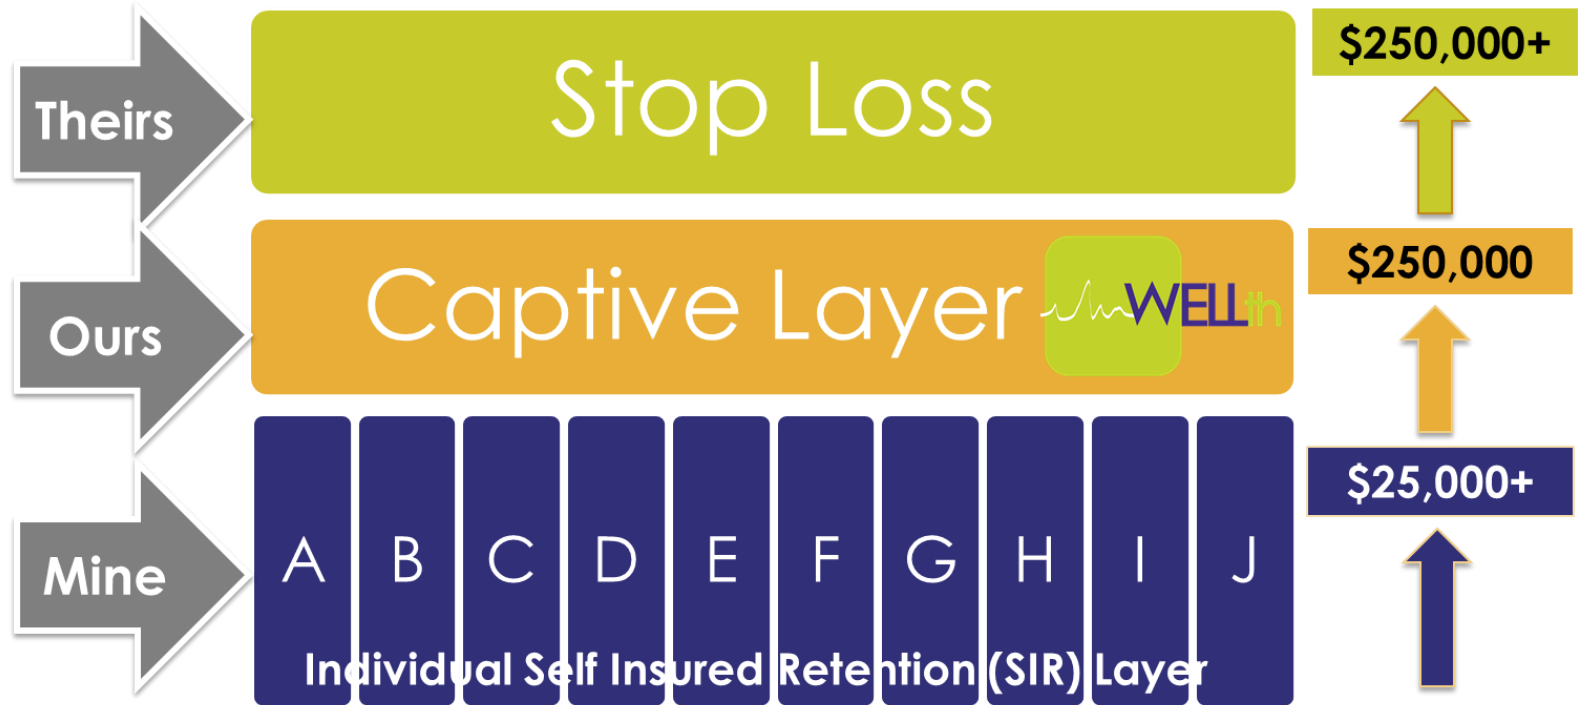 Theirs
Stop Loss
$250,000+
Ours
Captive Layer
WELLth
$250,000
Mine
A B C D E F G H I J
Individual Self Insured Retention (SIR) Layer
$25,000+